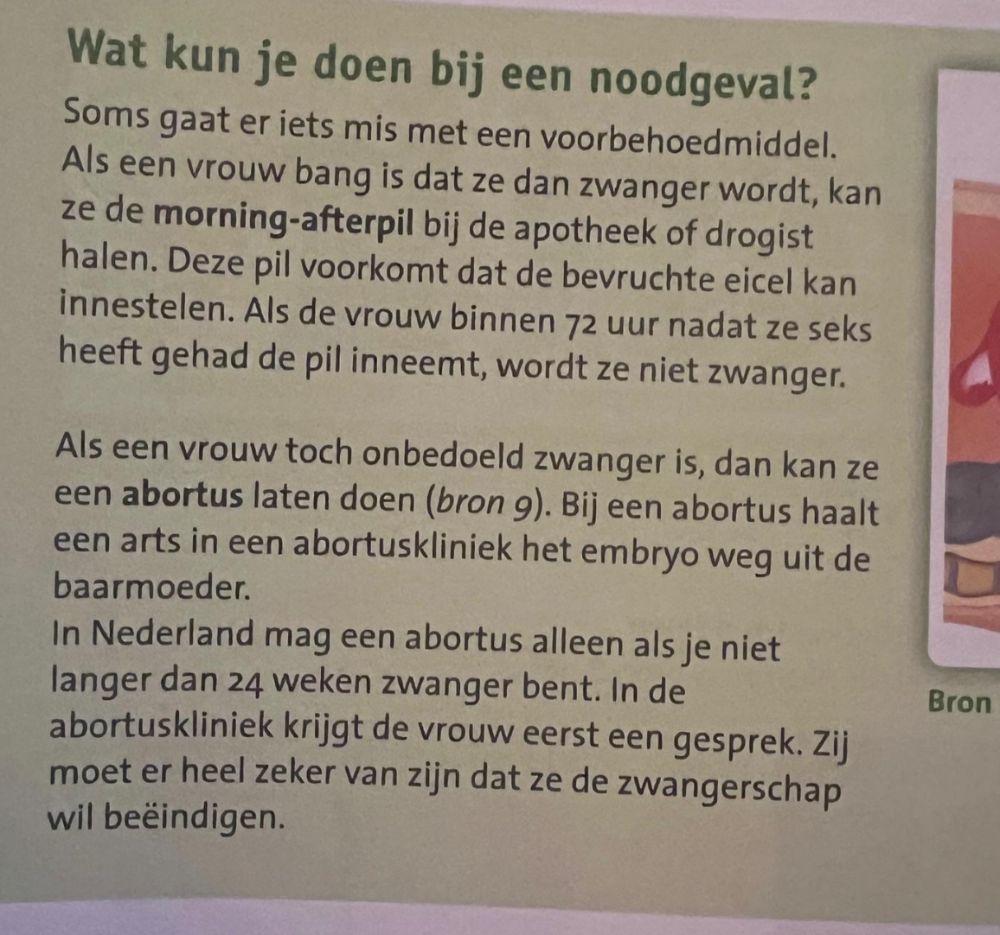 Wat kun je doen bij een noodgeval?
Soms gaat er iets mis met een voorbehoedmiddel.
Als een vrouw bang is dat ze dan zwanger wordt, kan
ze de morning-afterpil bij de apotheek of drogist
halen. Deze pil voorkomt dat de bevruchte eicel kan
innestelen. Als de vrouw binnen 72 uur nadat ze seks
heeft gehad de pil inneemt, wordt ze niet zwanger.
Als een vrouw toch onbedoeld zwanger is, dan kan ze
een abortus laten doen (bron 9). Bij een abortus haalt
een arts in een abortuskliniek het embryo weg uit de
baarmoeder.
In Nederland mag een abortus alleen als je niet
langer dan 24 weken zwanger bent. In de
abortuskliniek krijgt de vrouw eerst een gesprek. Zij
moet er heel zeker van zijn dat ze de zwangerschap
wil beëindigen.
Bron